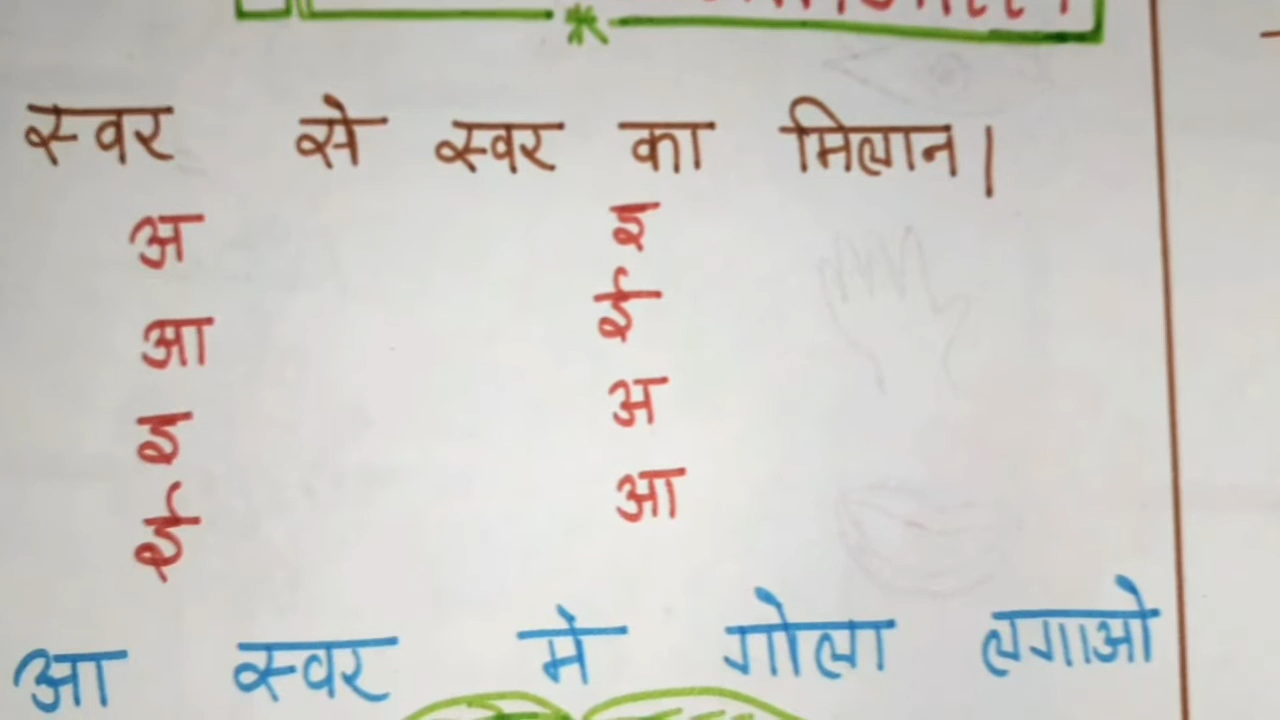 स्वर से स्वर का मिलान।
अ इ
आ ई
इ अ
ई आ
आ स्वर मे गोला लगाओ